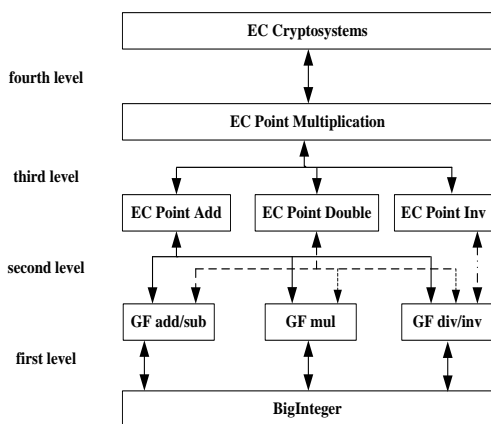 EC Cryptosystems
fourth level
EC Point Multiplication
third level
EC Point Add
EC Point Double
EC Point Inv
second level
GF add/sub
GF mul
GF div/inv
first level
BigInteger